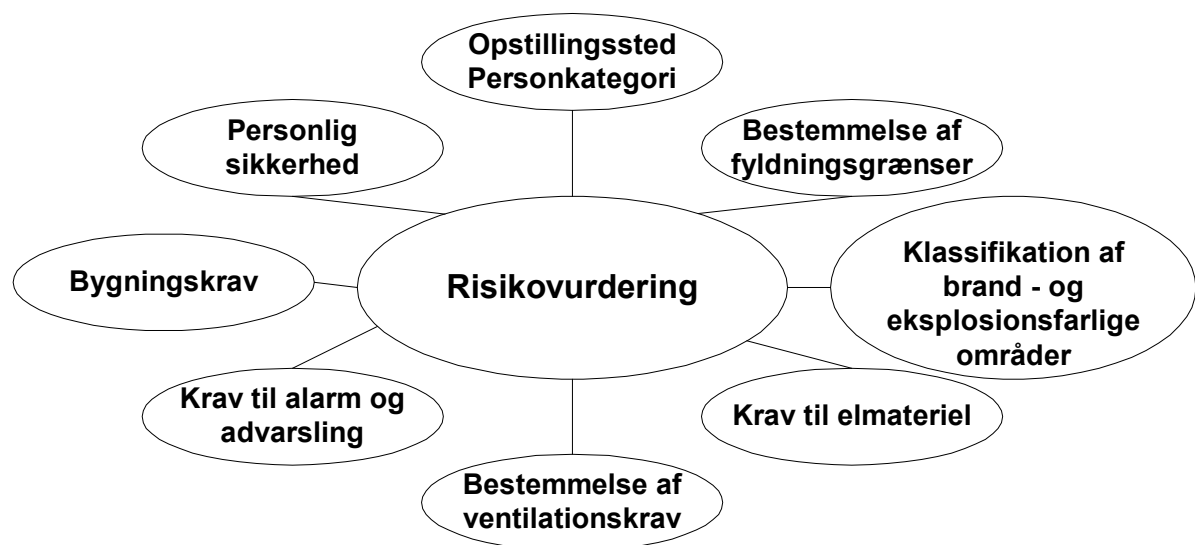 Opstillingssted
Personkategori
Personlig
sikkerhed
Bestemmelse af
fyldningsgrænser
Bygningskrav
Risikovurdering
Klassifikation af
brand - og
eksplosionsfarlige
områder
Krav til alarm og
advarsling
Krav til elmateriel
Bestemmelse af
ventilationskrav